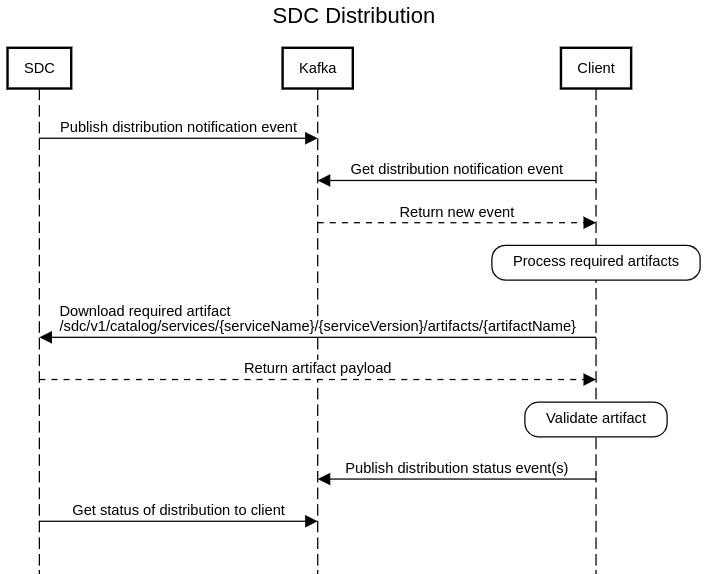 SDC Distribution
SDC
Kafka
Client
Publish distribution notification event
Get distribution notification event
Return new event
Process required artifacts
Download required artifact
/sdc/v1/catalog/services/{serviceName}/{serviceVersion}/artifacts/{artifactName}
Return artifact payload
Validate artifact
Publish distribution status event(s)
Get status of distribution to client